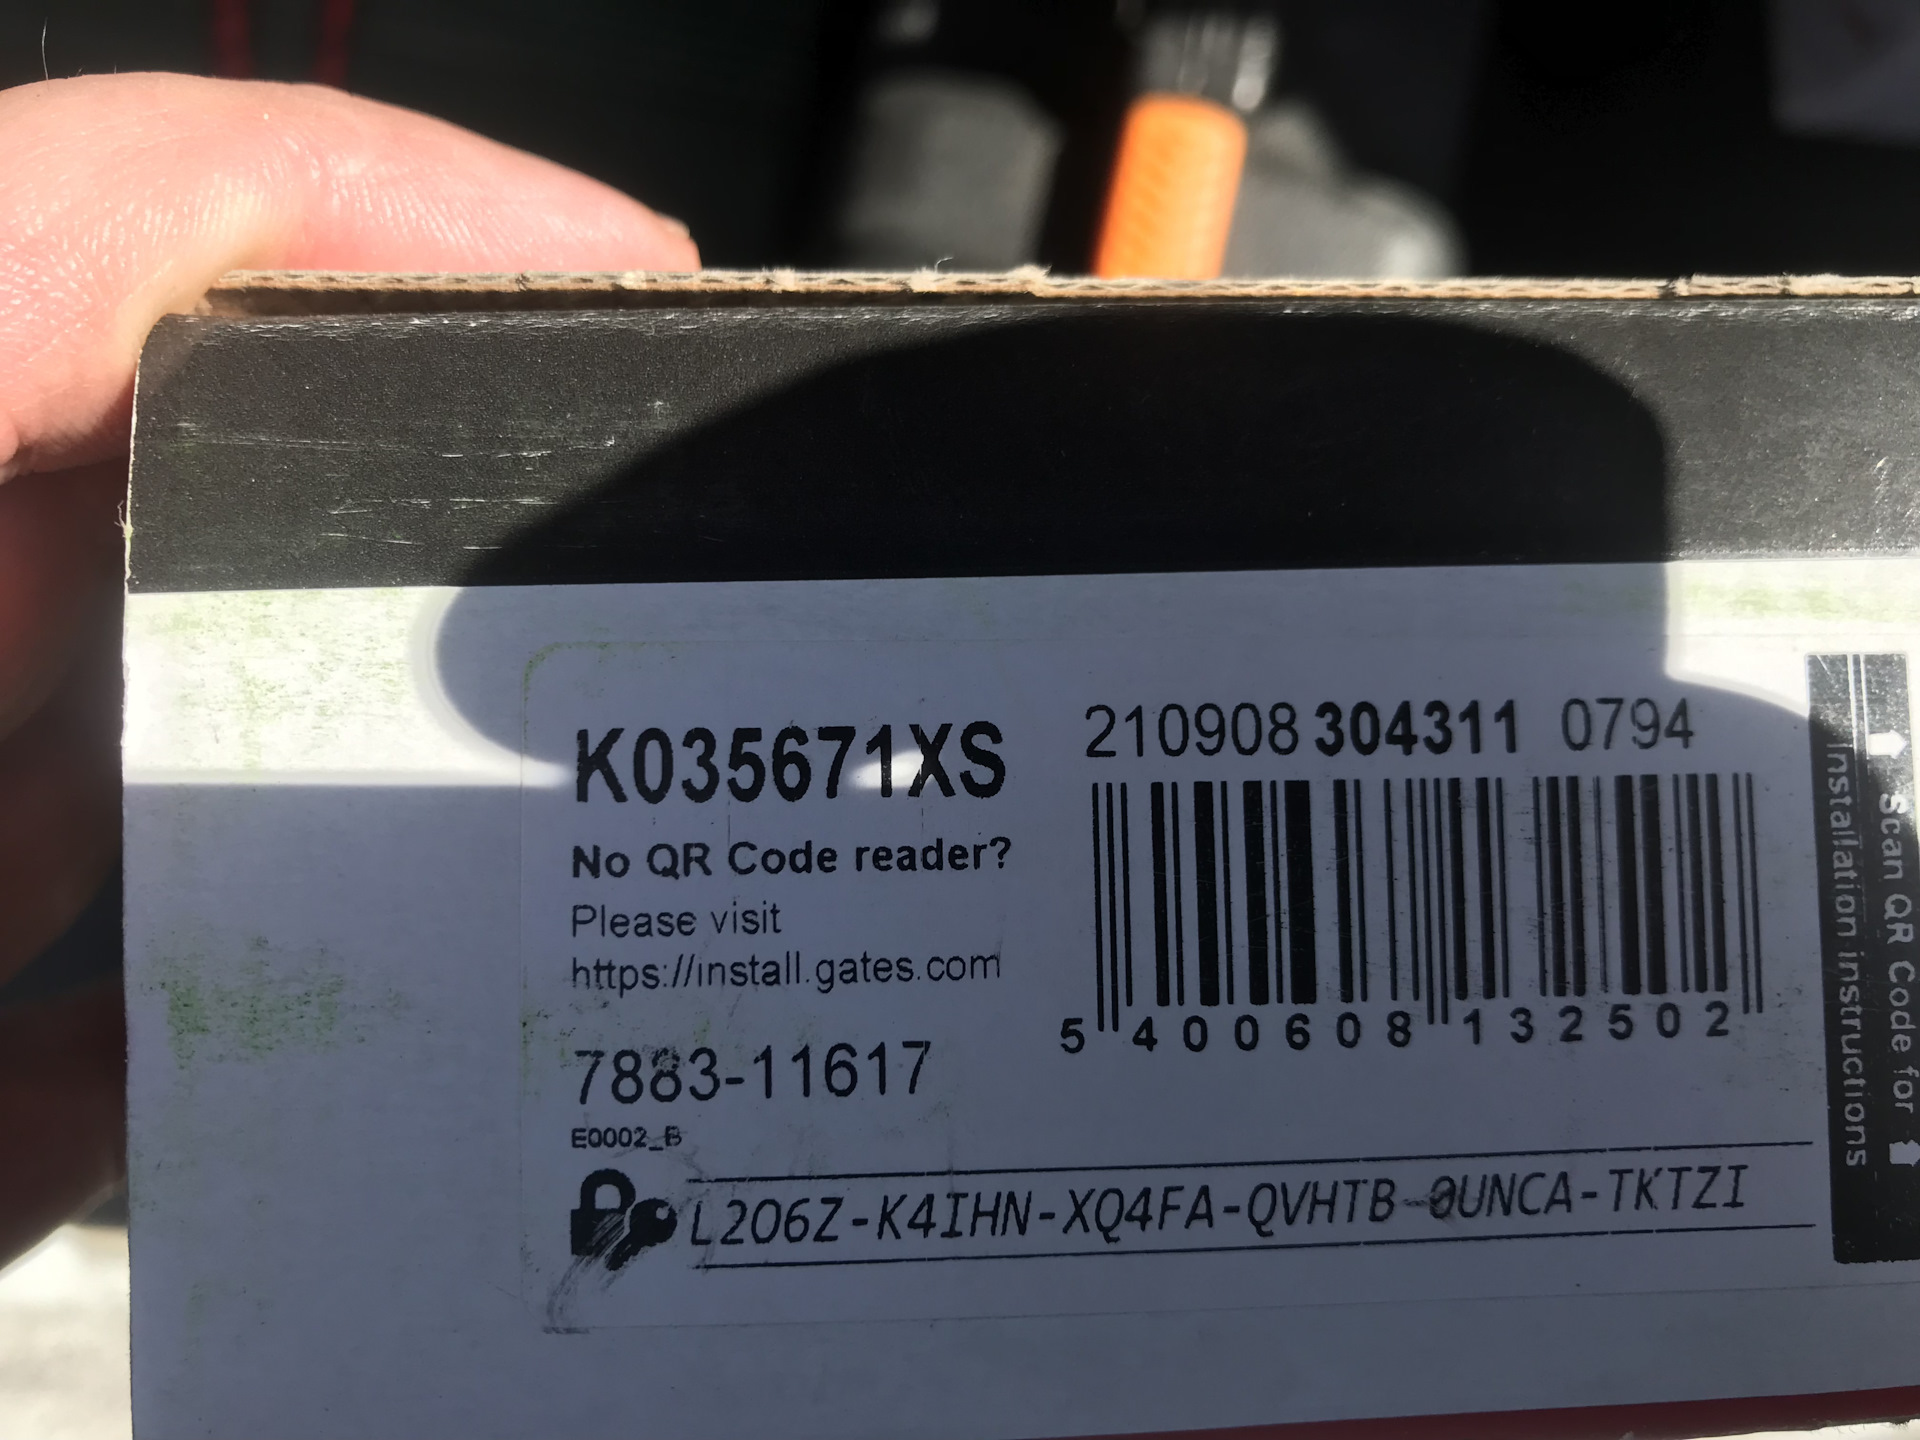 K035671XS
No QR Code reader?
Please visit
https://install.gates.com
7883-11617
E0002_B
210908 304311 0794
5 400608 132502
L2O6Z-K4IHN-XQ4FA-QVHTB-0UNCA-TKTZI
Scan QR Code for
Installation instructions